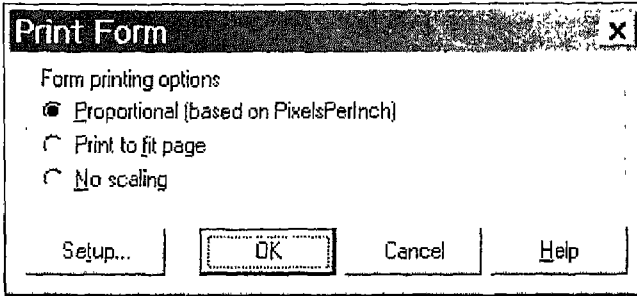 Print Form
Form printing options
Proportional (based on PixelsPerInch)
Print to fit page
No scaling
Setup... OK Cancel Help